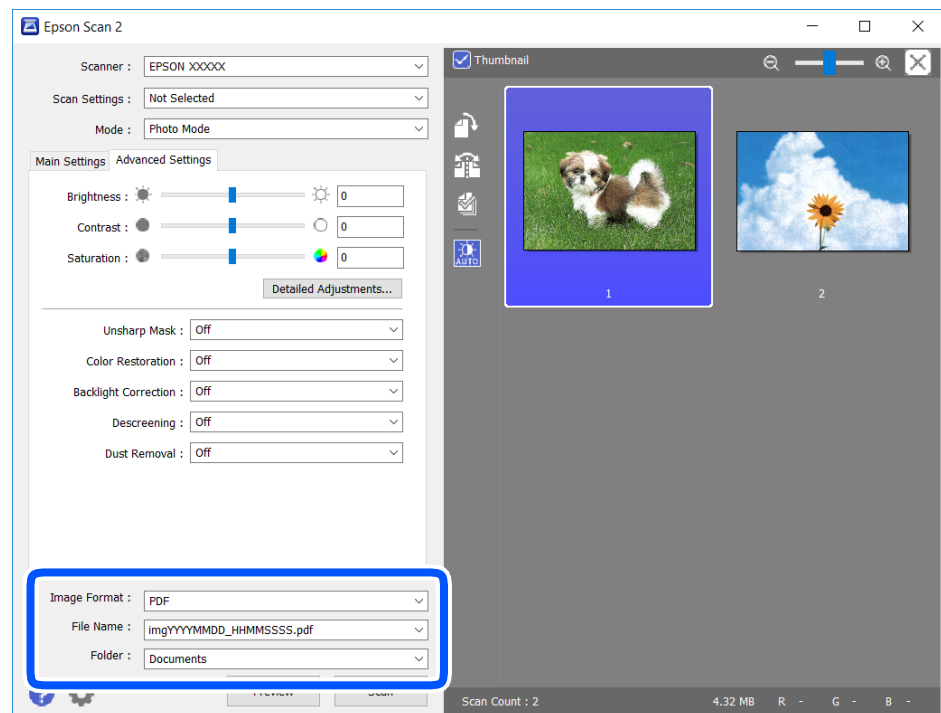 Epson Scan 2
Scanner : EPSON XXXXX
Scan Settings : Not Selected
Mode : Photo Mode
Main Settings Advanced Settings
Brightness : 0
Contrast : 0
Saturation : 0
Detailed Adjustments...
Unsharp Mask : Off
Color Restoration : Off
Backlight Correction : Off
Descreening : Off
Dust Removal : Off
Image Format : PDF
File Name : imgYYYYMMDD_HHMMSSSS.pdf
Folder : Documents
Preview Scan
Thumbnail
AUTO
1
2
Scan Count : 2 4.32 MB R - G - B -